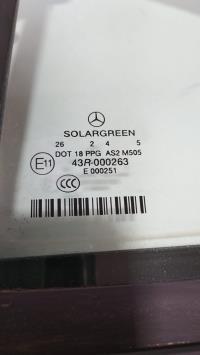 SOLARGREEN
26 2 4 5
DOT 18 PPG AS2 M505
E11 43R-000263
E 000251
CCC